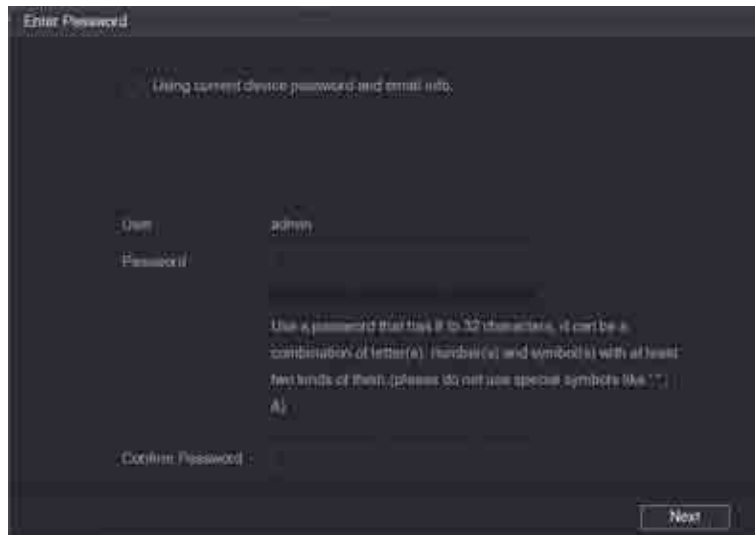 Enter Password
Using current device password and email info.
User
admin
Password
Use a password that has 8 to 32 characters, it can be a
combination of letter(s), number(s) and symbol(s) with at least
two kinds of them.(please do not use special symbols like
&)
Confirm Password
Next